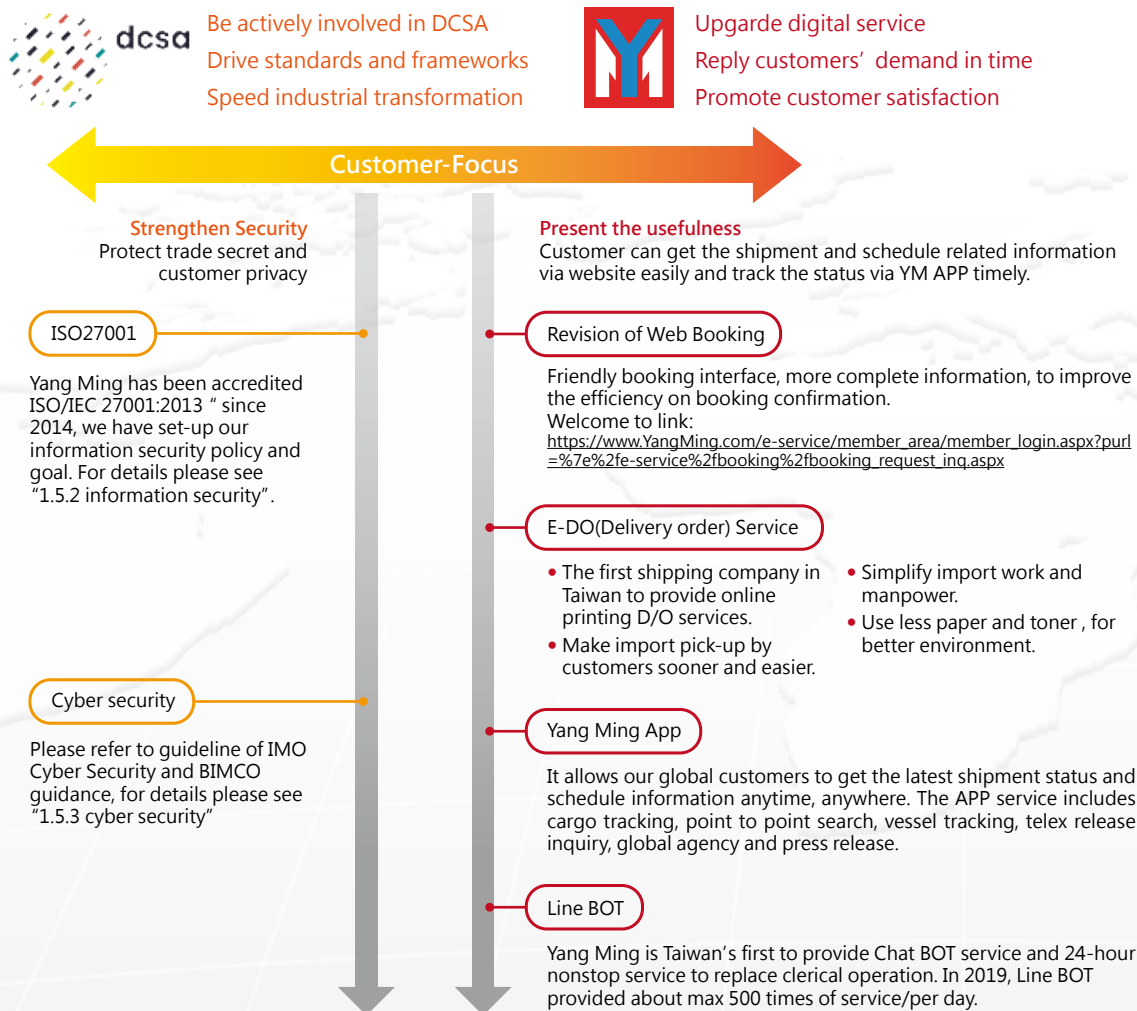 dcsa
Be actively involved in DCSA
Drive standards and frameworks
Speed industrial transformation
YM
Upgarde digital service
Reply customers’ demand in time
Promote customer satisfaction
Customer-Focus
Strengthen Security
Protect trade secret and
customer privacy
ISO27001
Yang Ming has been accredited
ISO/IEC 27001:2013 “ since
2014, we have set-up our
information security policy and
goal. For details please see
“1.5.2 information security”.
Cyber security
Please refer to guideline of IMO
Cyber Security and BIMCO
guidance, for details please see
“1.5.3 cyber security”
Present the usefulness
Customer can get the shipment and schedule related information
via website easily and track the status via YM APP timely.
Revision of Web Booking
Friendly booking interface, more complete information, to improve
the efficiency on booking confirmation.
Welcome to link:
https://www.YangMing.com/e-service/member_area/member_login.aspx?purl
=%7e%2fe-service%2fbooking%2fbooking_request_inq.aspx
E-DO(Delivery order) Service
• The first shipping company in
Taiwan to provide online
printing D/O services.
• Make import pick-up by
customers sooner and easier.
• Simplify import work and
manpower.
• Use less paper and toner , for
better environment.
Yang Ming App
It allows our global customers to get the latest shipment status and
schedule information anytime, anywhere. The APP service includes
cargo tracking, point to point search, vessel tracking, telex release
inquiry, global agency and press release.
Line BOT
Yang Ming is Taiwan’s first to provide Chat BOT service and 24-hour
nonstop service to replace clerical operation. In 2019, Line BOT
provided about max 500 times of service/per day.